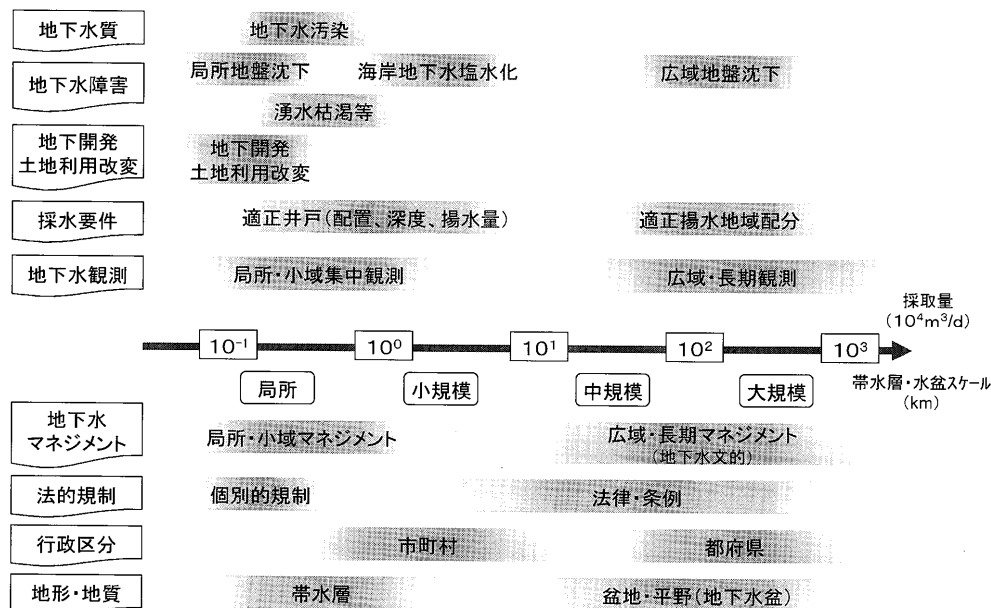 地下水質
地下水汚染
地下水障害
局所地盤沈下
海岸地下水塩水化
広域地盤沈下
湧水枯渇等
地下開発
土地利用改変
地下開発
土地利用改変
採水要件
適正井戸(配置、深度、揚水量)
適正揚水地域配分
地下水観測
局所・小域集中観測
広域・長期観測
採取量
(10⁴m³/d)
10⁻¹
10⁰
10¹
10²
10³
局所
小規模
中規模
大規模
帯水層・水盆スケール
(km)
地下水
マネジメント
局所・小域マネジメント
広域・長期マネジメント
(地下水文的)
法的規制
個別的規制
法律・条例
行政区分
市町村
都府県
地形・地質
帯水層
盆地・平野(地下水盆)